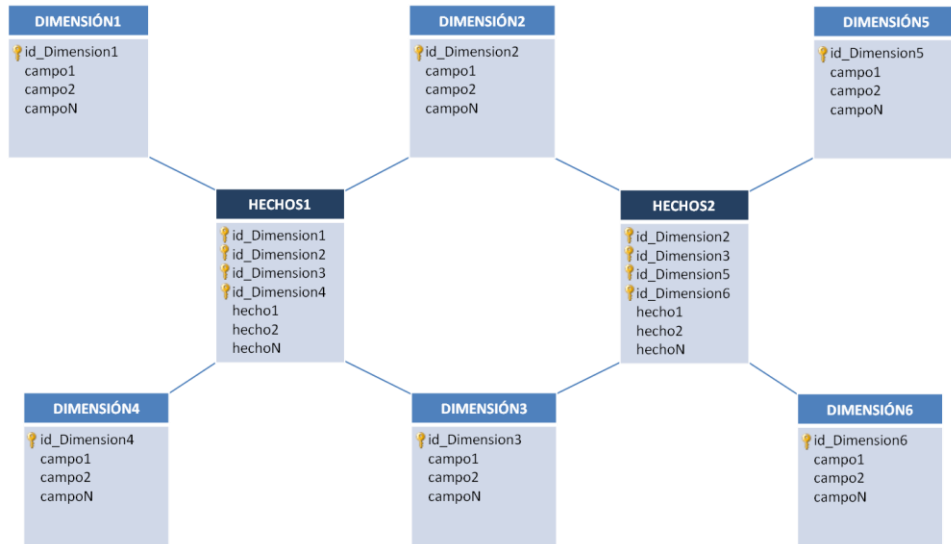 DIMENSIÓN1
id_Dimension1
campo1
campo2
campoN
DIMENSIÓN2
id_Dimension2
campo1
campo2
campoN
DIMENSIÓN5
id_Dimension5
campo1
campo2
campoN
HECHOS1
id_Dimension1
id_Dimension2
id_Dimension3
id_Dimension4
hecho1
hecho2
hechoN
HECHOS2
id_Dimension2
id_Dimension3
id_Dimension5
id_Dimension6
hecho1
hecho2
hechoN
DIMENSIÓN4
id_Dimension4
campo1
campo2
campoN
DIMENSIÓN3
id_Dimension3
campo1
campo2
campoN
DIMENSIÓN6
id_Dimension6
campo1
campo2
campoN